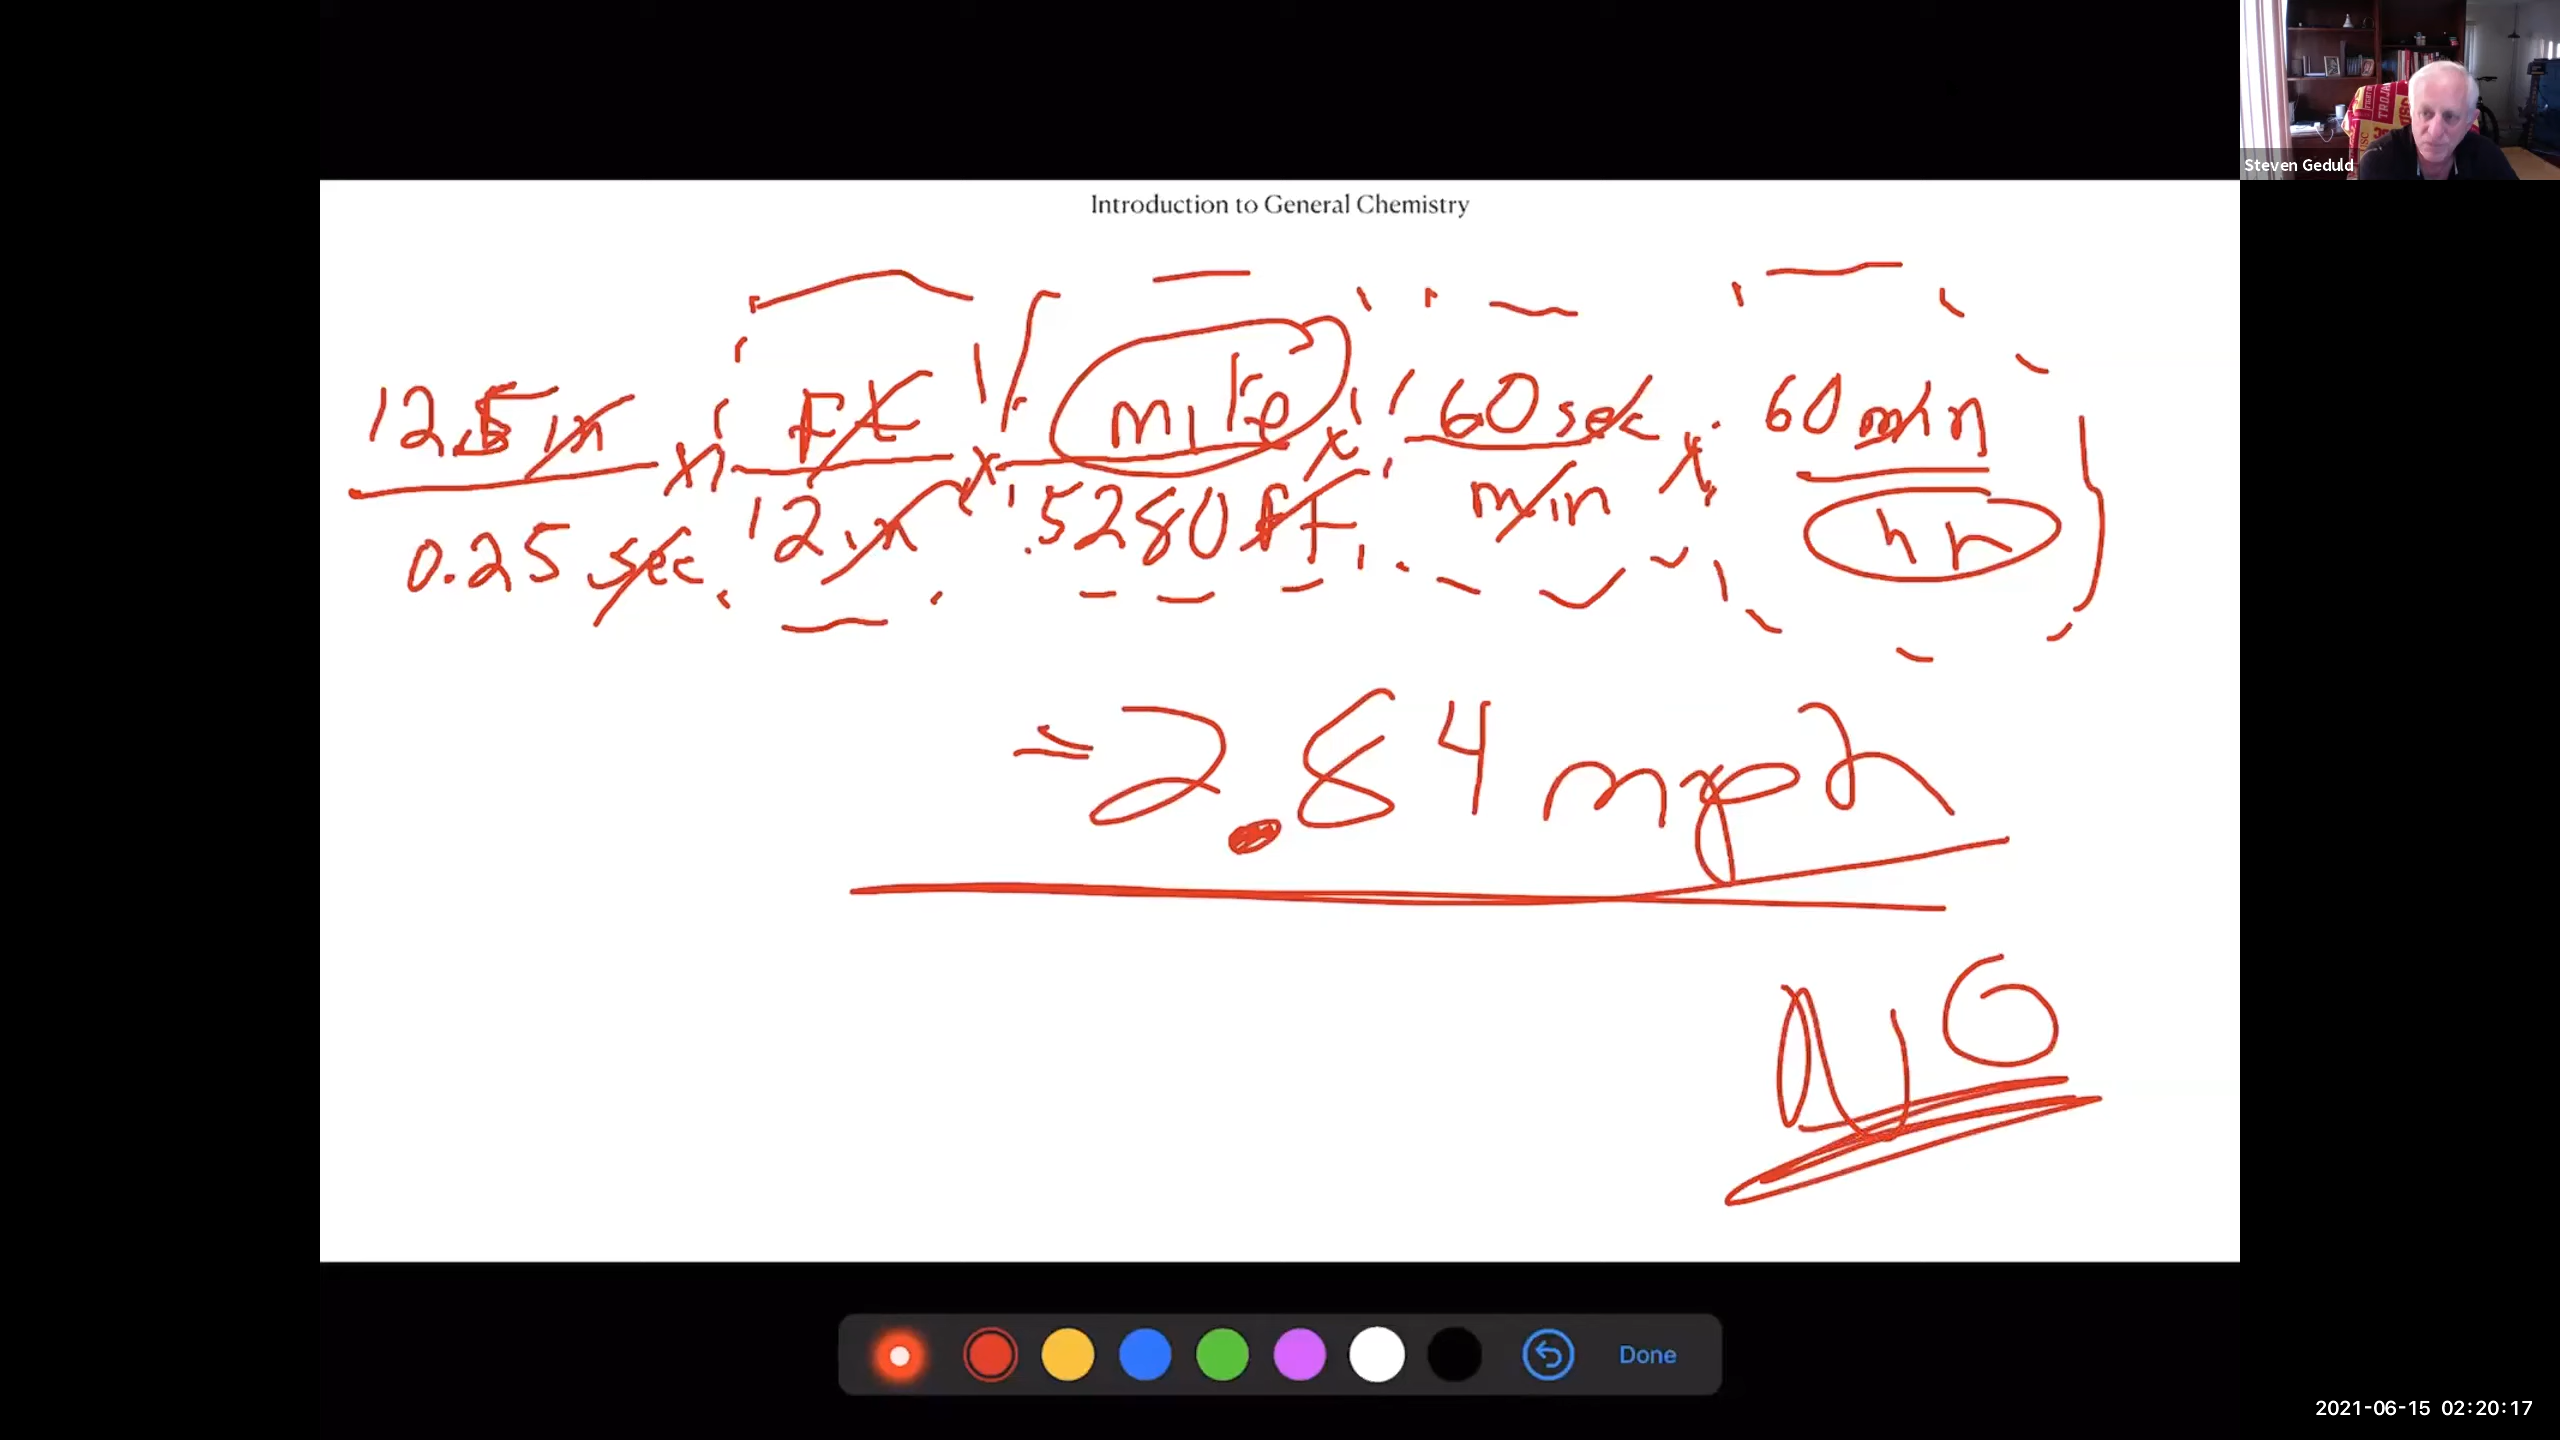 Steven Geduld
Introduction to General Chemistry
12.5 in × ft × mile × 60 sec × 60 min
0.25 sec 12 in 5280 ft min hr
= 2.84 mph
NO
Done
2021-06-15 02:20:17